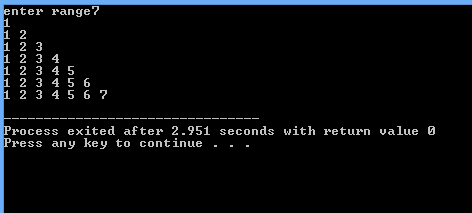 enter range7
1
1 2
1 2 3
1 2 3 4
1 2 3 4 5
1 2 3 4 5 6
1 2 3 4 5 6 7
--------------------------------
Process exited after 2.951 seconds with return value 0
Press any key to continue . . .